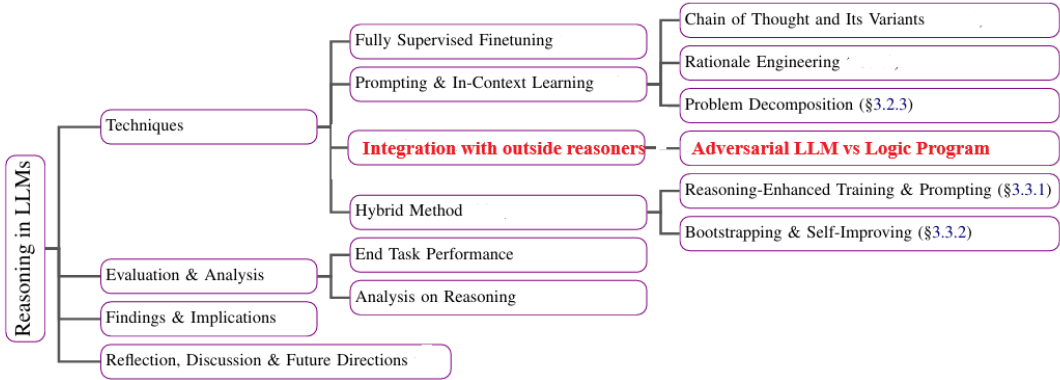 Reasoning in LLMs
Techniques
Fully Supervised Finetuning
Prompting & In-Context Learning
Chain of Thought and Its Variants
Rationale Engineering
Problem Decomposition (§3.2.3)
Integration with outside reasoners
Adversarial LLM vs Logic Program
Hybrid Method
Reasoning-Enhanced Training & Prompting (§3.3.1)
Bootstrapping & Self-Improving (§3.3.2)
Evaluation & Analysis
End Task Performance
Analysis on Reasoning
Findings & Implications
Reflection, Discussion & Future Directions